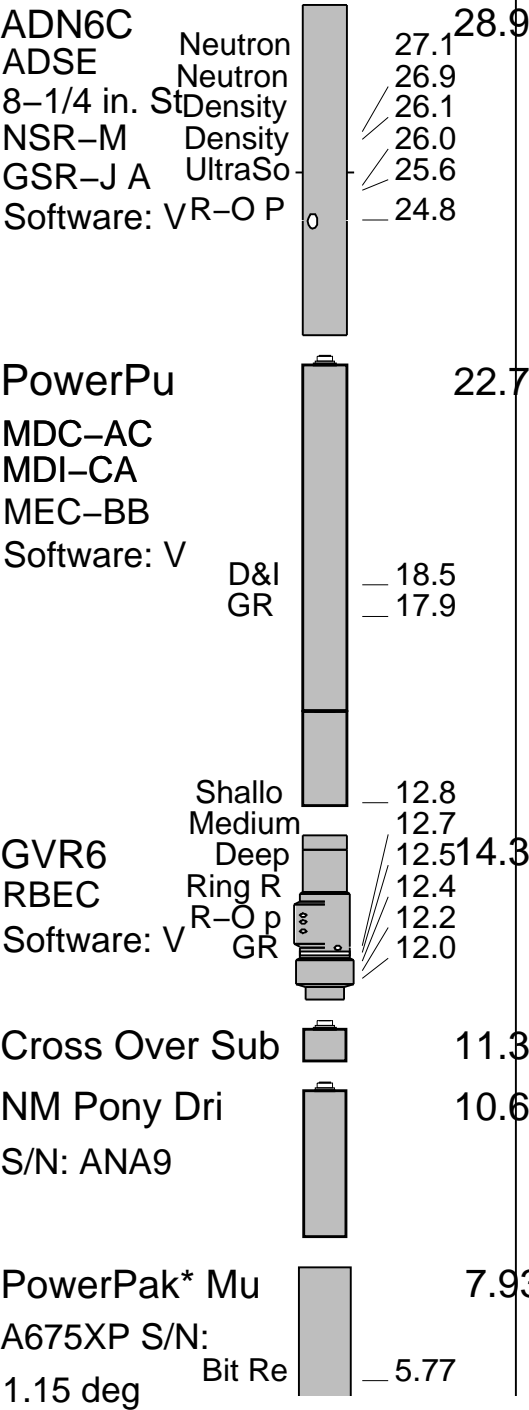 ADN6C 28.9
ADSE Neutron 27.1
8–1/4 in. St Neutron 26.9
Density 26.1
NSR–M Density 26.0
GSR–J A UltraSo 25.6
Software: V R–O P 24.8
PowerPu 22.7
MDC–AC
MDI–CA
MEC–BB
Software: V
D&I 18.5
GR 17.9
Shallo 12.8
Medium 12.7
GVR6 Deep 12.5 14.3
RBEC Ring R 12.4
R–O p 12.2
Software: V GR 12.0
Cross Over Sub 11.3
NM Pony Dri 10.6
S/N: ANA9
PowerPak* Mu 7.93
A675XP S/N:
Bit Re 5.77
1.15 deg